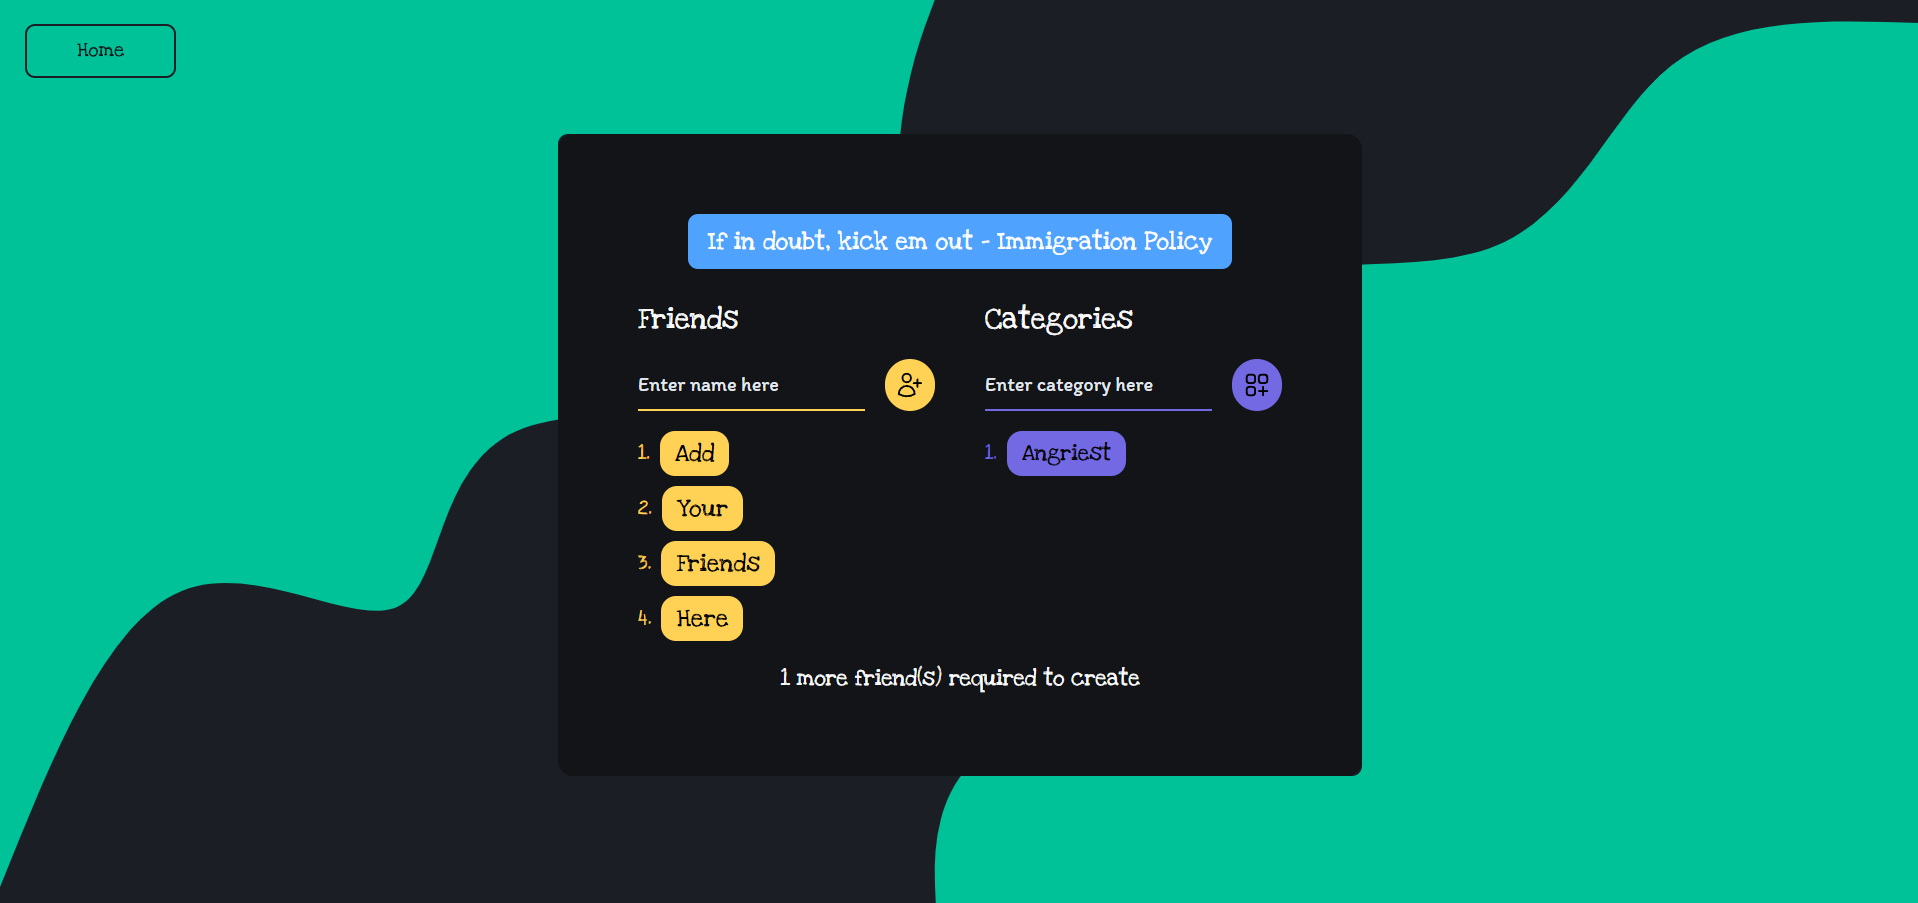 Home
If in doubt, kick em out - Immigration Policy
Friends
Categories
Enter name here
Enter category here
1. Add
1. Angriest
2. Your
3. Friends
4. Here
1 more friend(s) required to create